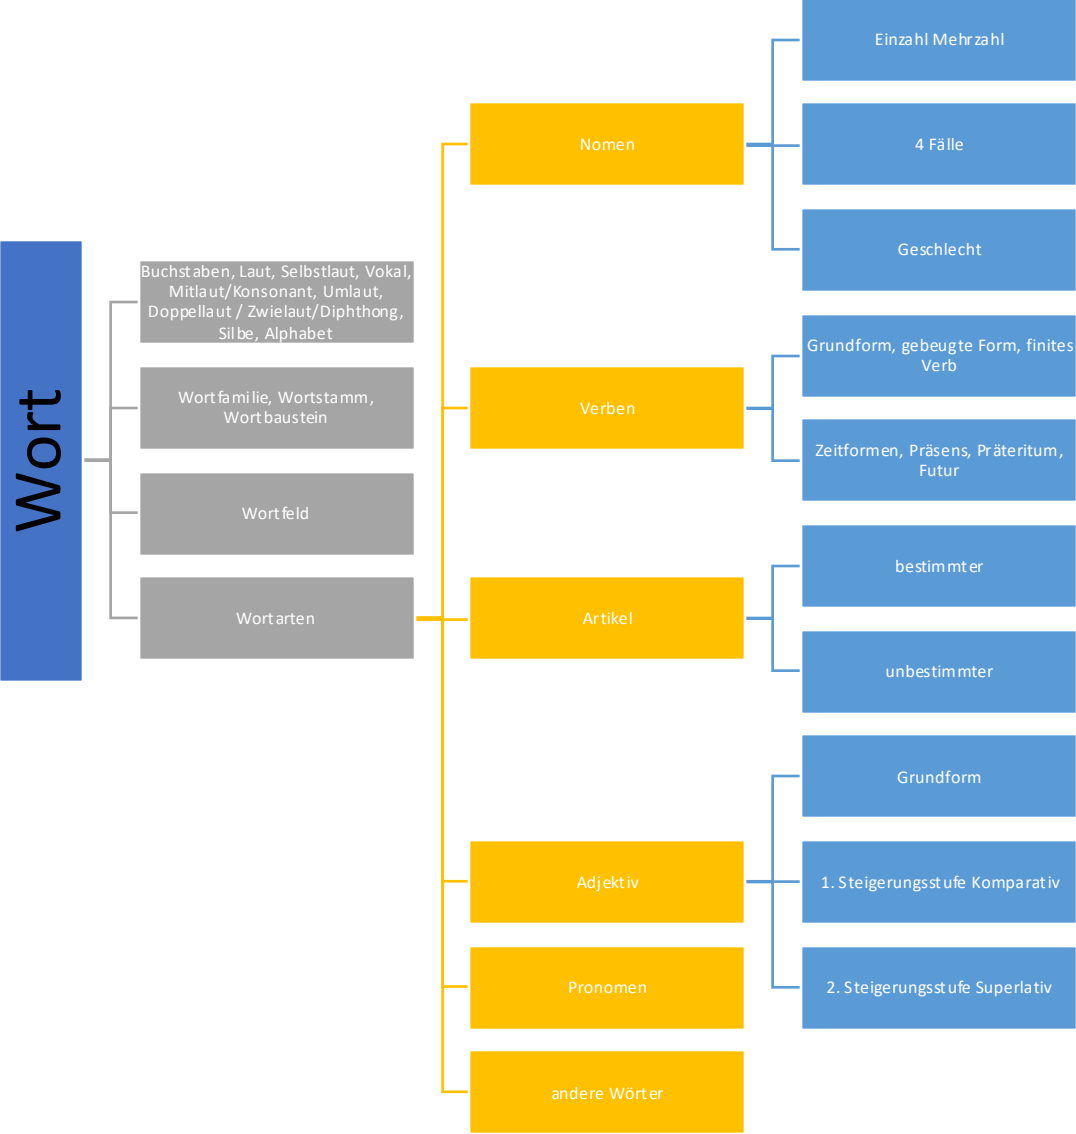 Wort
Buchstaben, Laut, Selbstlaut, Vokal,
Mitlaut/Konsonant, Umlaut,
Doppellaut / Zwielaut/Diphthong,
Silbe, Alphabet
Wortfamilie, Wortstamm,
Wortbaustein
Wortfeld
Wortarten
Nomen
Einzahl Mehrzahl
4 Fälle
Geschlecht
Verben
Grundform, gebeugte Form, finites
Verb
Zeitformen, Präsens, Präteritum,
Futur
Artikel
bestimmter
unbestimmter
Adjektiv
Grundform
1. Steigerungsstufe Komparativ
2. Steigerungsstufe Superlativ
Pronomen
andere Wörter